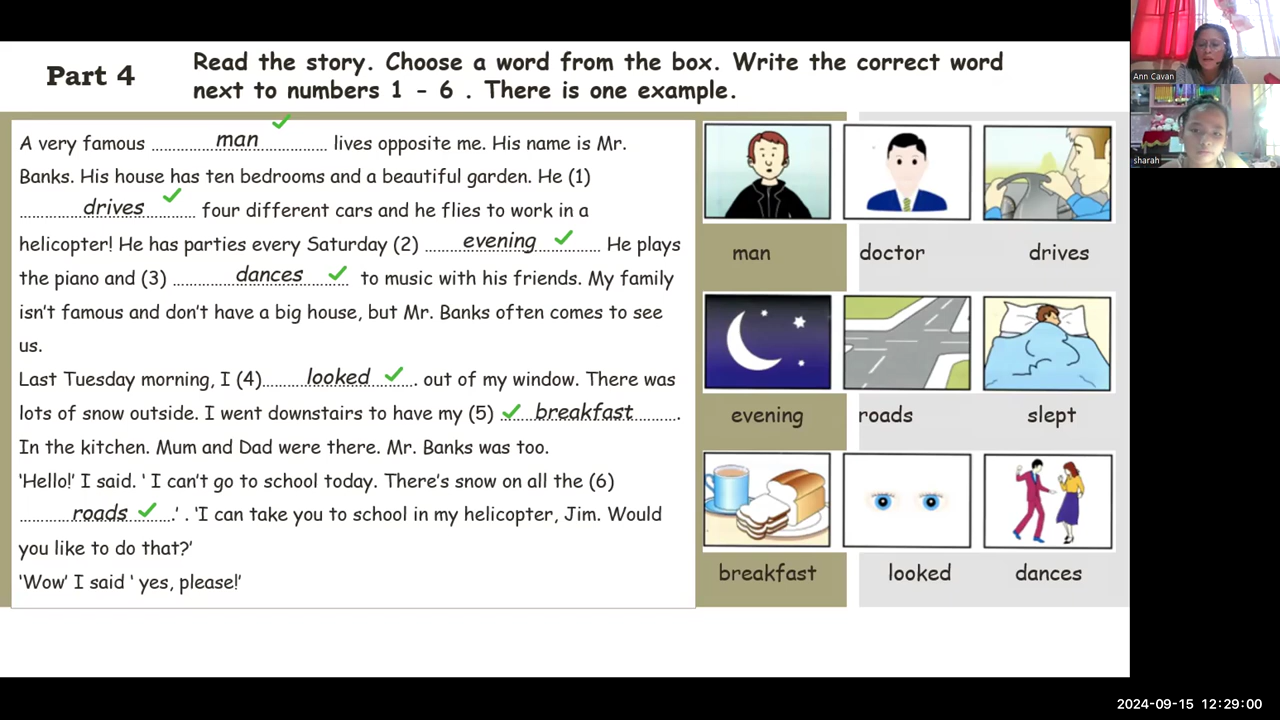 Part 4
Read the story. Choose a word from the box. Write the correct word
next to numbers 1 - 6 . There is one example.
A very famous ........ man ........ lives opposite me. His name is Mr.
Banks. His house has ten bedrooms and a beautiful garden. He (1)
........ drives ........ four different cars and he flies to work in a
helicopter! He has parties every Saturday (2) ........ evening ........ He plays
the piano and (3) ........ dances ........ to music with his friends. My family
isn't famous and don't have a big house, but Mr. Banks often comes to see
us.
Last Tuesday morning, I (4)........ looked ........ out of my window. There was
lots of snow outside. I went downstairs to have my (5) ........ breakfast ........
In the kitchen. Mum and Dad were there. Mr. Banks was too.
'Hello!' I said. ' I can't go to school today. There's snow on all the (6)
........ roads ........' . 'I can take you to school in my helicopter, Jim. Would
you like to do that?'
'Wow' I said ' yes, please!'
man doctor drives
evening roads slept
breakfast looked dances
Ann Cavan
sharah
2024-09-15 12:29:00